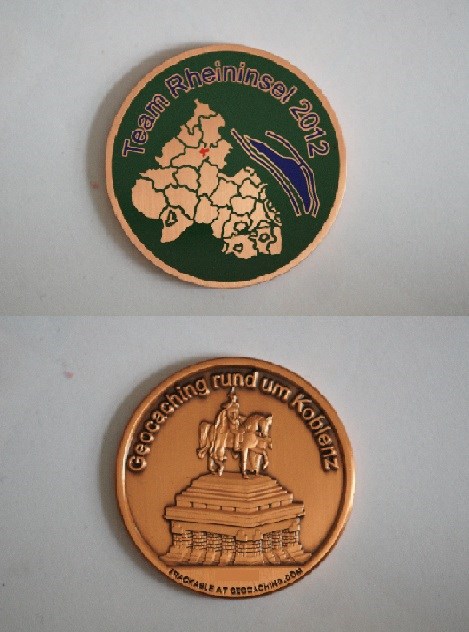 Team Rheininsel 2012
Geocaching rund um Koblenz
TRACKABLE AT GEOCACHING.COM